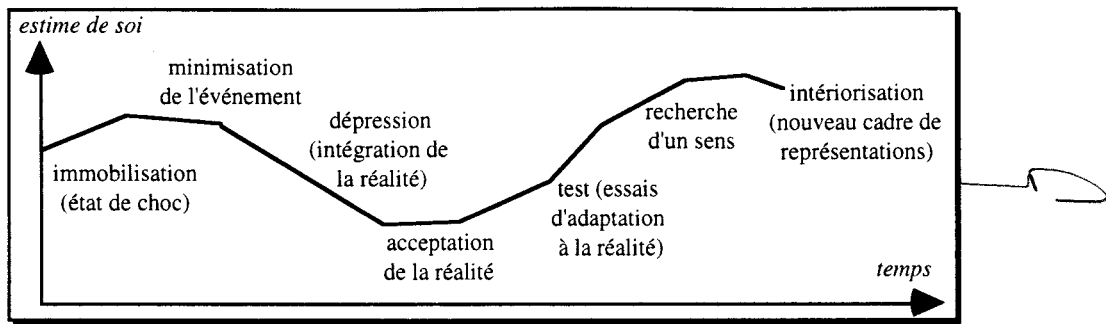 estime de soi
minimisation
de l'événement
immobilisation
(état de choc)
dépression
(intégration de
la réalité)
acceptation
de la réalité
test (essais
d'adaptation
à la réalité)
recherche
d'un sens
intériorisation
(nouveau cadre de
représentations)
temps